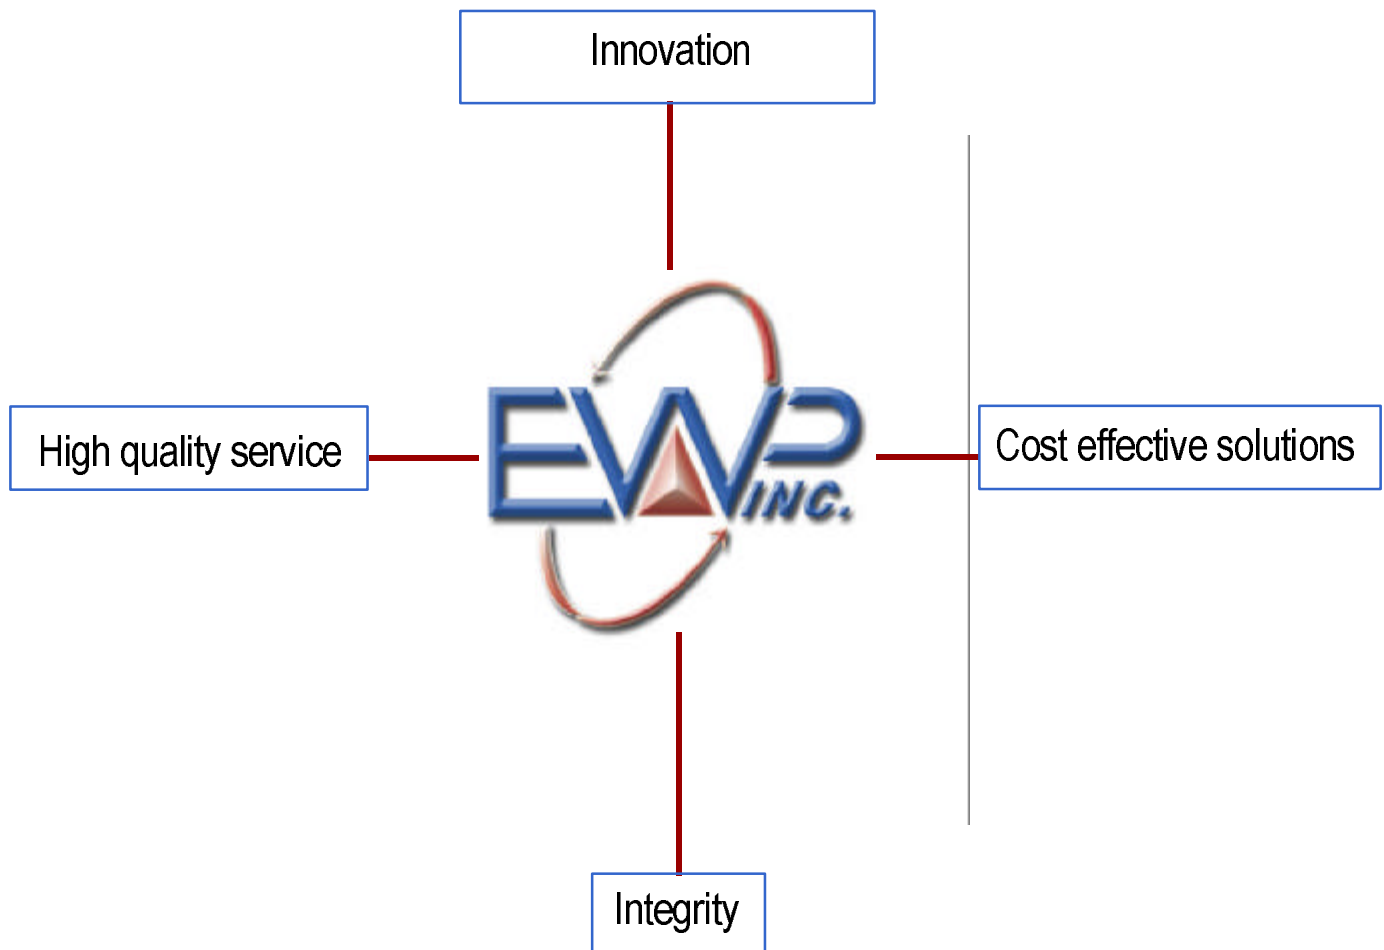 Innovation
High quality service
EWP
INC.
Cost effective solutions
Integrity